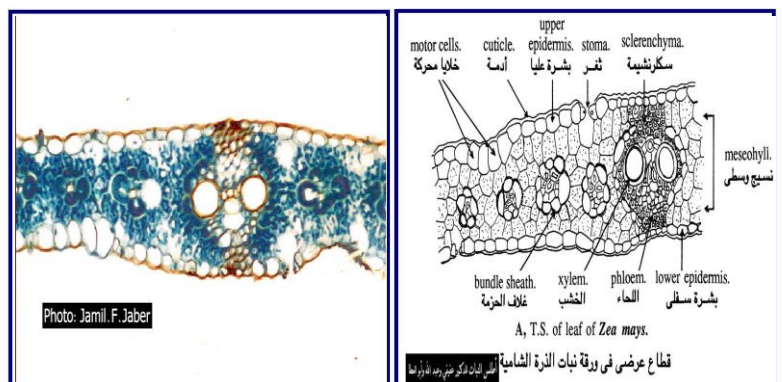 Photo: Jamil.F.Jaber
motor cells.
خلايا محركة
cuticle.
أدمة
upper
epidermis.
بشرة عليا
stoma.
ثغر
sclerenchyma.
سكلرنشيمة
meseohyli.
نسيج وسطى
bundle sheath.
غلاف الحزمة
xylem.
الخشب
phloem.
اللحاء
lower epidermis.
بشرة سفلى
A, T.S. of leaf of Zea mays.
قطاع عرضى فى ورقة نبات الذرة الشامية